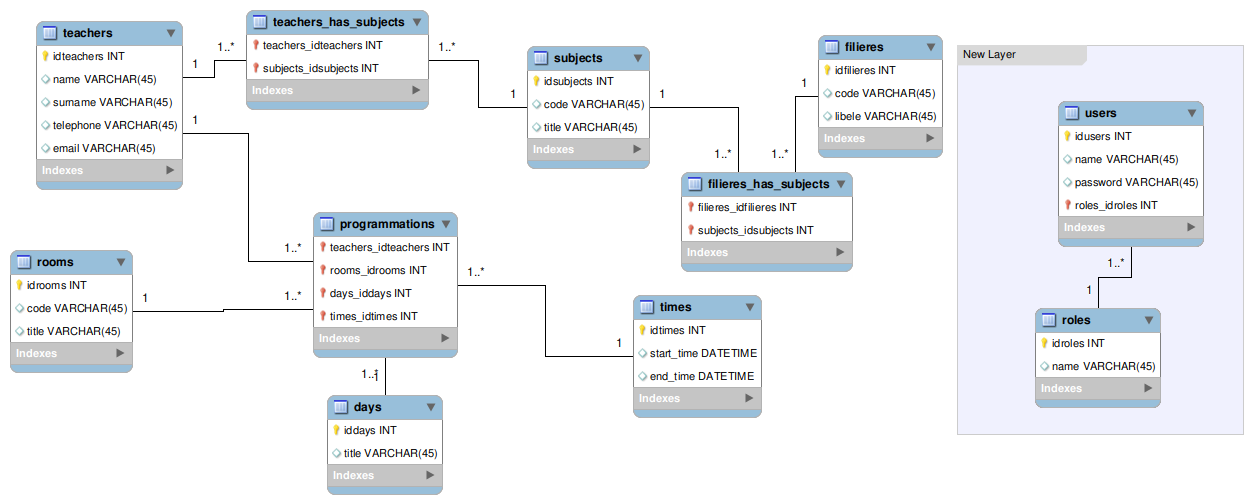 teachers
idteachers INT
name VARCHAR(45)
surname VARCHAR(45)
telephone VARCHAR(45)
email VARCHAR(45)
Indexes
1
1..*
teachers_has_subjects
teachers_idteachers INT
subjects_idsubjects INT
Indexes
1..*
1
subjects
idsubjects INT
code VARCHAR(45)
title VARCHAR(45)
Indexes
1
1..*
filieres
idfilieres INT
code VARCHAR(45)
libele VARCHAR(45)
Indexes
1
1..*
filieres_has_subjects
filieres_idfilieres INT
subjects_idsubjects INT
Indexes
New Layer
users
idusers INT
name VARCHAR(45)
password VARCHAR(45)
roles_idroles INT
Indexes
1..*
1
roles
idroles INT
name VARCHAR(45)
Indexes
1
1..*
programmations
teachers_idteachers INT
rooms_idrooms INT
days_iddays INT
times_idtimes INT
Indexes
rooms
idrooms INT
code VARCHAR(45)
title VARCHAR(45)
Indexes
1
1..*
1..*
1
times
idtimes INT
start_time DATETIME
end_time DATETIME
Indexes
1..*
1
days
iddays INT
title VARCHAR(45)
Indexes